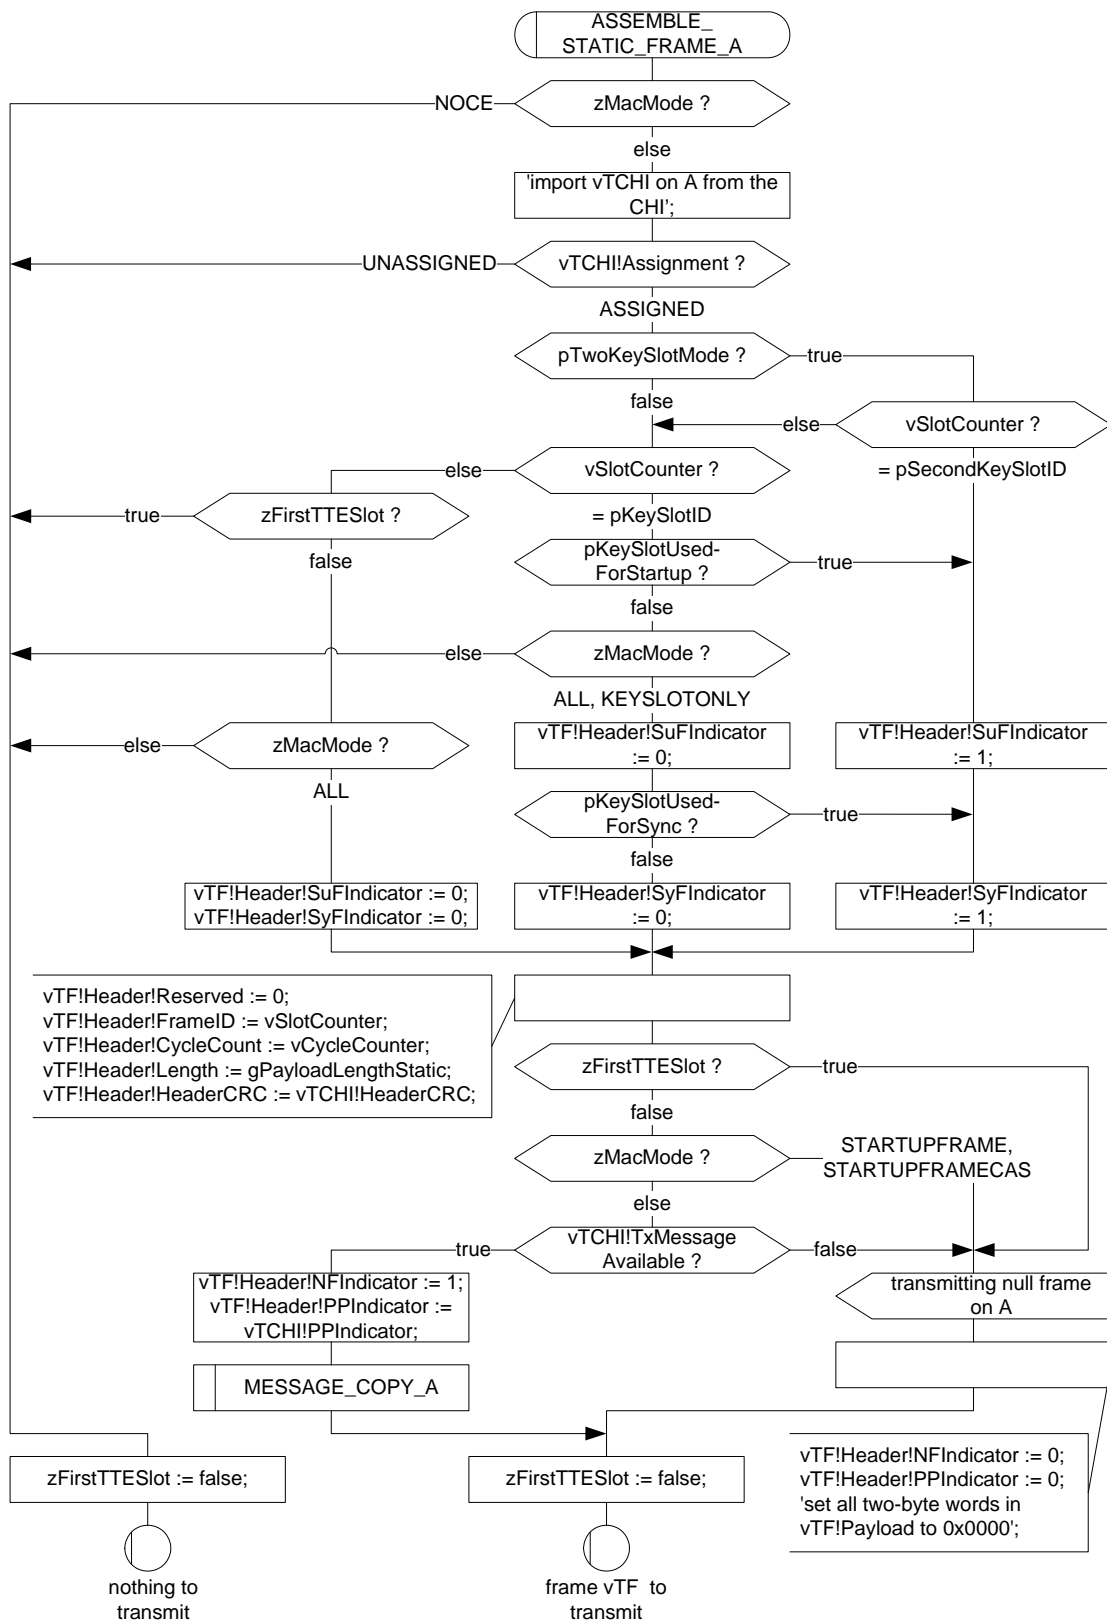 ASSEMBLE_
STATIC_FRAME_A
NOCE
zMacMode ?
else
'import vTCHI on A from the
CHI';
UNASSIGNED
vTCHI!Assignment ?
ASSIGNED
pTwoKeySlotMode ?
true
false
else
vSlotCounter ?
else
vSlotCounter ?
= pSecondKeySlotID
true
zFirstTTESlot ?
= pKeySlotID
false
pKeySlotUsed-
ForStartup ?
true
false
else
zMacMode ?
ALL, KEYSLOTONLY
else
zMacMode ?
vTF!Header!SuFIndicator
:= 0;
vTF!Header!SuFIndicator
:= 1;
ALL
pKeySlotUsed-
ForSync ?
true
false
vTF!Header!SuFIndicator := 0;
vTF!Header!SyFIndicator := 0;
vTF!Header!SyFIndicator
:= 0;
vTF!Header!SyFIndicator
:= 1;
vTF!Header!Reserved := 0;
vTF!Header!FrameID := vSlotCounter;
vTF!Header!CycleCount := vCycleCounter;
vTF!Header!Length := gPayloadLengthStatic;
vTF!Header!HeaderCRC := vTCHI!HeaderCRC;
zFirstTTESlot ?
true
false
zMacMode ?
STARTUPFRAME,
STARTUPFRAMECAS
else
true
vTCHI!TxMessage
Available ?
false
vTF!Header!NFIndicator := 1;
vTF!Header!PPIndicator :=
vTCHI!PPIndicator;
transmitting null frame
on A
MESSAGE_COPY_A
zFirstTTESlot := false;
zFirstTTESlot := false;
vTF!Header!NFIndicator := 0;
vTF!Header!PPIndicator := 0;
'set all two-byte words in
vTF!Payload to 0x0000';
nothing to
transmit
frame vTF to
transmit